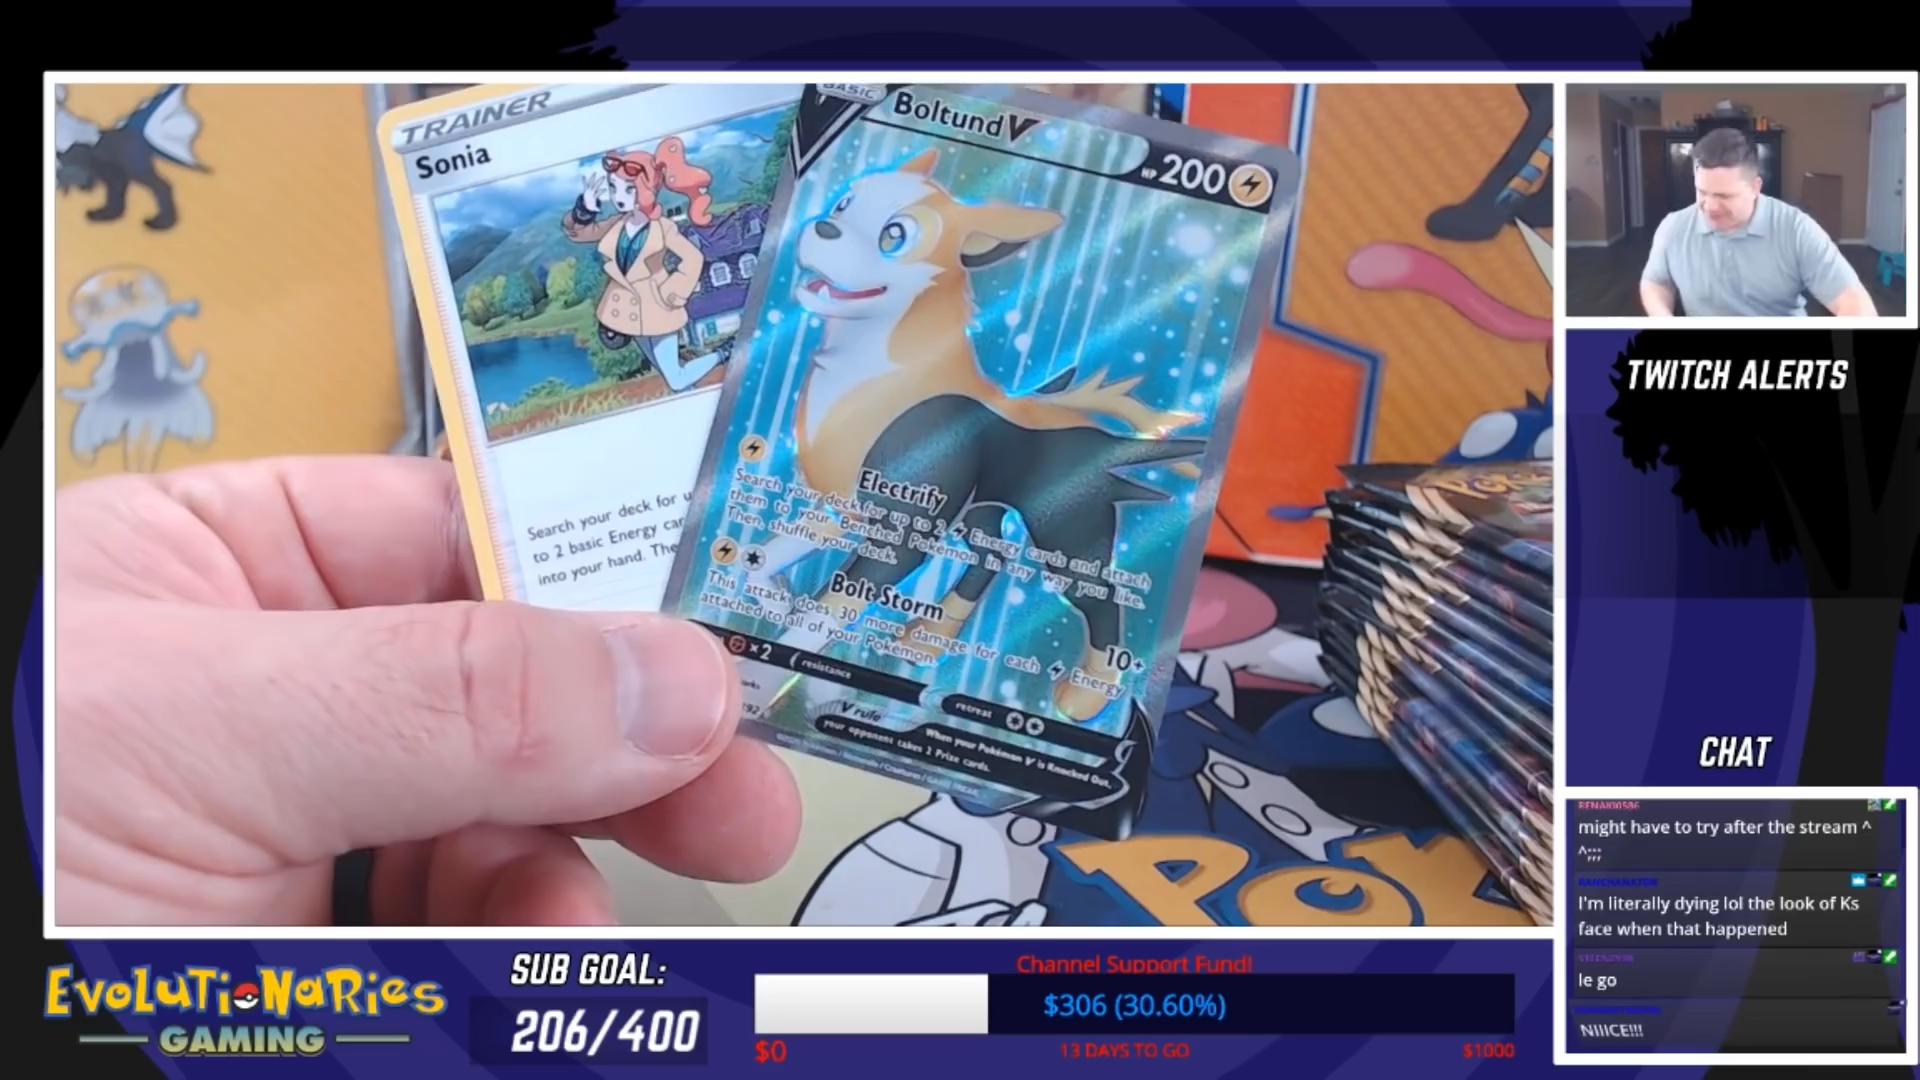 TRAINER
Sonia
Search your deck for u
to 2 basic Energy car
into your hand. The
BASIC
Boltund V
HP 200
Electrify
Search your deck for up to 2 Energy cards and attach
them to your Benched Pokémon in any way you like.
Then, shuffle your deck.
Bolt Storm
10+
This attack does 30 more damage for each Energy
attached to all of your Pokémon.
×2
resistance
retreat
V rule
When your Pokémon V is Knocked Out,
your opponent takes 2 Prize cards.
TWITCH ALERTS
CHAT
might have to try after the stream ^
^;;;
I'm literally dying lol the look of Ks
face when that happened
le go
NIIICE!!!
EVOLUTIONARIES
GAMING
SUB GOAL:
206/400
Channel Support Fund!
$306 (30.60%)
$0
13 DAYS TO GO
$1000